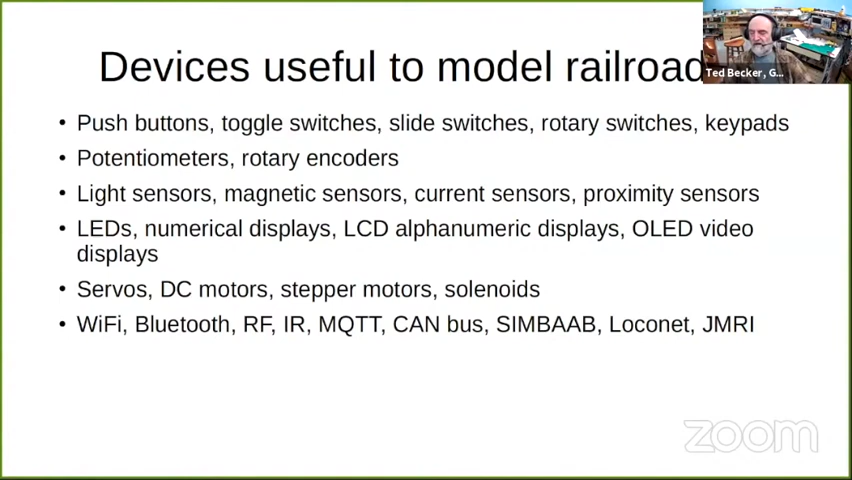 Devices useful to model railroad
Ted Becker, G...
• Push buttons, toggle switches, slide switches, rotary switches, keypads
• Potentiometers, rotary encoders
• Light sensors, magnetic sensors, current sensors, proximity sensors
• LEDs, numerical displays, LCD alphanumeric displays, OLED video
displays
• Servos, DC motors, stepper motors, solenoids
• WiFi, Bluetooth, RF, IR, MQTT, CAN bus, SIMBAAB, Loconet, JMRI
zoom